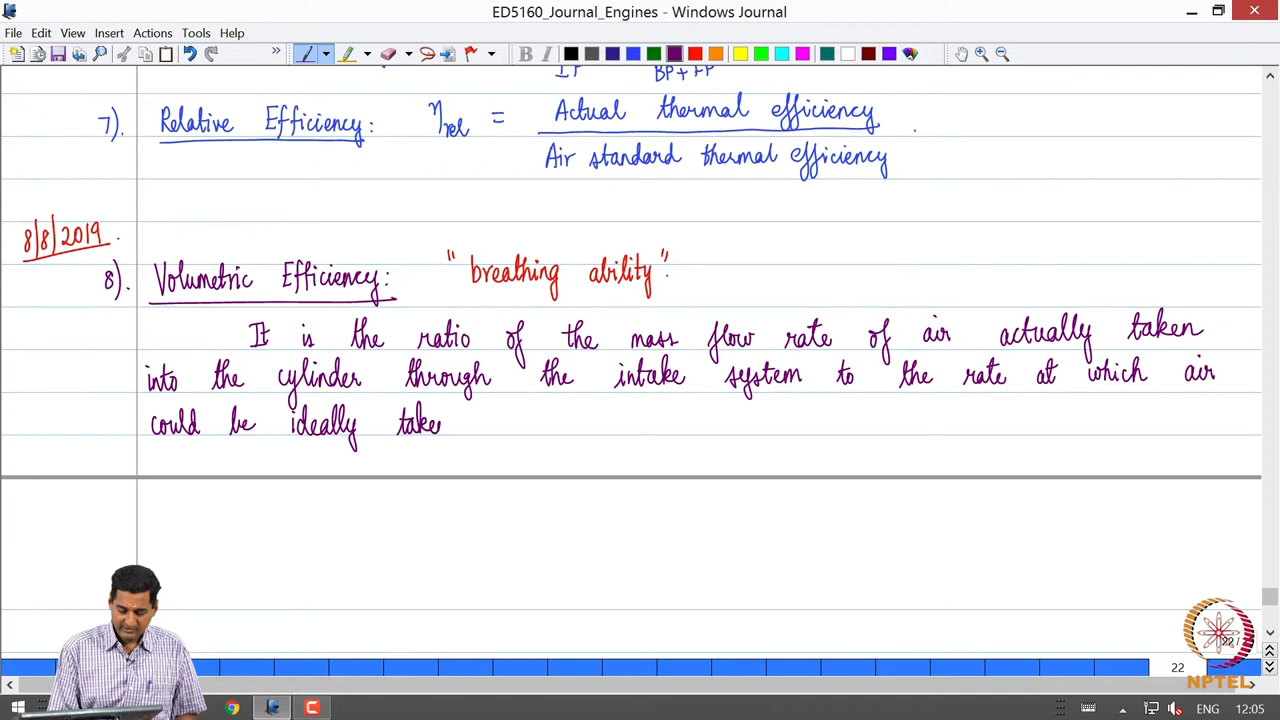 ED5160_Journal_Engines - Windows Journal
File Edit View Insert Actions Tools Help
BP+FP
7). Relative Efficiency: ηrel = Actual thermal efficiency
Air standard thermal efficiency
8/8/2019
8). Volumetric Efficiency: "breathing ability".
It is the ratio of the mass flow rate of air actually taken
into the cylinder through the intake system to the rate at which air
could be ideally take
22
22
NPTEL
ENG 12:05